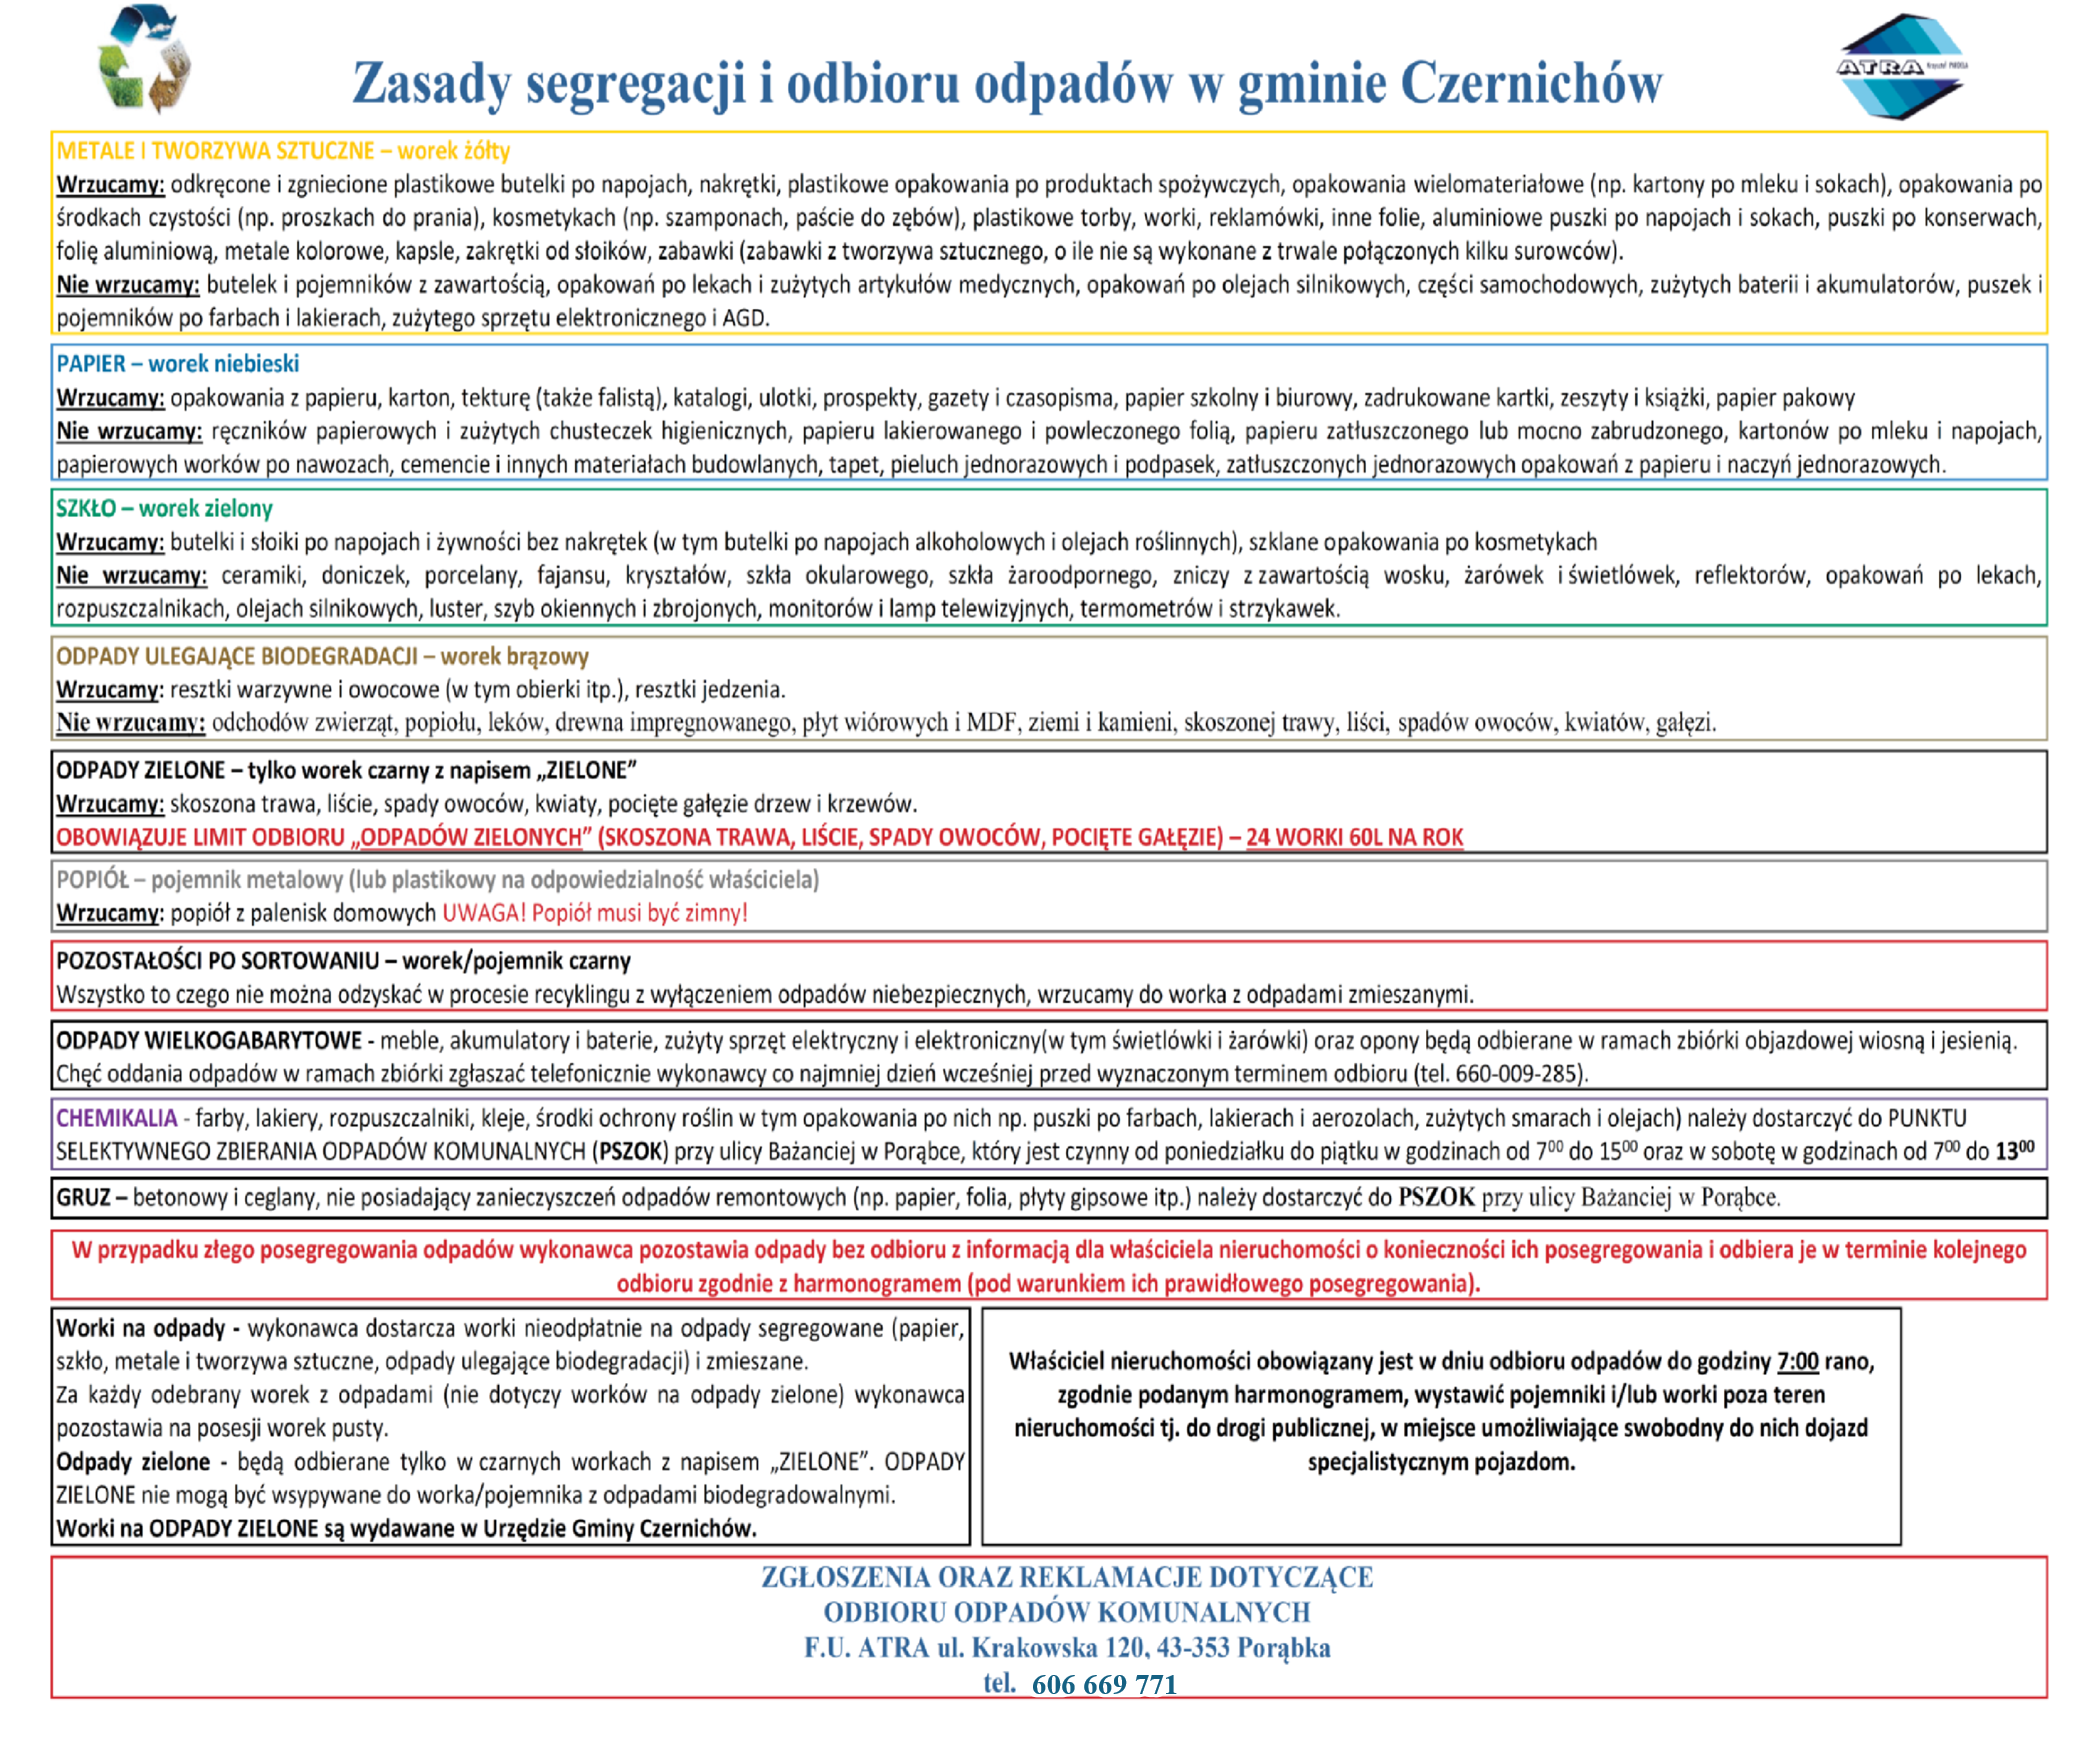 Zasady segregacji i odbioru odpadów w gminie Czernichów
ATRA
METALE I TWORZYWA SZTUCZNE – worek żółty
Wrzucamy: odkręcone i zgniecione plastikowe butelki po napojach, nakrętki, plastikowe opakowania po produktach spożywczych, opakowania wielomateriałowe (np. kartony po mleku i sokach), opakowania po
środkach czystości (np. proszkach do prania), kosmetykach (np. szamponach, paście do zębów), plastikowe torby, worki, reklamówki, inne folie, aluminiowe puszki po napojach i sokach, puszki po konserwach,
folię aluminiową, metale kolorowe, kapsle, zakrętki od słoików, zabawki (zabawki z tworzywa sztucznego, o ile nie są wykonane z trwale połączonych kilku surowców).
Nie wrzucamy: butelek i pojemników z zawartością, opakowań po lekach i zużytych artykułów medycznych, opakowań po olejach silnikowych, części samochodowych, zużytych baterii i akumulatorów, puszek i
pojemników po farbach i lakierach, zużytego sprzętu elektronicznego i AGD.
PAPIER – worek niebieski
Wrzucamy: opakowania z papieru, karton, tekturę (także falistą), katalogi, ulotki, prospekty, gazety i czasopisma, papier szkolny i biurowy, zadrukowane kartki, zeszyty i książki, papier pakowy
Nie wrzucamy: ręczników papierowych i zużytych chusteczek higienicznych, papieru lakierowanego i powleczonego folią, papieru zatłuszczonego lub mocno zabrudzonego, kartonów po mleku i napojach,
papierowych worków po nawozach, cemencie i innych materiałach budowlanych, tapet, pieluch jednorazowych i podpasek, zatłuszczonych jednorazowych opakowań z papieru i naczyń jednorazowych.
SZKŁO – worek zielony
Wrzucamy: butelki i słoiki po napojach i żywności bez nakrętek (w tym butelki po napojach alkoholowych i olejach roślinnych), szklane opakowania po kosmetykach
Nie wrzucamy: ceramiki, doniczek, porcelany, fajansu, kryształów, szkła okularowego, szkła żaroodpornego, zniczy z zawartością wosku, żarówek i świetlówek, reflektorów, opakowań po lekach,
rozpuszczalnikach, olejach silnikowych, luster, szyb okiennych i zbrojonych, monitorów i lamp telewizyjnych, termometrów i strzykawek.
ODPADY ULEGAJĄCE BIODEGRADACJI – worek brązowy
Wrzucamy: resztki warzywne i owocowe (w tym obierki itp.), resztki jedzenia.
Nie wrzucamy: odchodów zwierząt, popiołu, leków, drewna impregnowanego, płyt wiórowych i MDF, ziemi i kamieni, skoszonej trawy, liści, spadów owoców, kwiatów, gałęzi.
ODPADY ZIELONE – tylko worek czarny z napisem „ZIELONE”
Wrzucamy: skoszona trawa, liście, spady owoców, kwiaty, pocięte gałęzie drzew i krzewów.
OBOWIĄZUJE LIMIT ODBIORU „ODPADÓW ZIELONYCH” (SKOSZONA TRAWA, LIŚCIE, SPADY OWOCÓW, POCIĘTE GAŁĘZIE) – 24 WORKI 60L NA ROK
POPIÓŁ – pojemnik metalowy (lub plastikowy na odpowiedzialność właściciela)
Wrzucamy: popiół z palenisk domowych UWAGA! Popiół musi być zimny!
POZOSTAŁOŚCI PO SORTOWANIU – worek/pojemnik czarny
Wszystko to czego nie można odzyskać w procesie recyklingu z wyłączeniem odpadów niebezpiecznych, wrzucamy do worka z odpadami zmieszanymi.
ODPADY WIELKOGABARYTOWE - meble, akumulatory i baterie, zużyty sprzęt elektryczny i elektroniczny(w tym świetlówki i żarówki) oraz opony będą odbierane w ramach zbiórki objazdowej wiosną i jesienią.
Chęć oddania odpadów w ramach zbiórki zgłaszać telefonicznie wykonawcy co najmniej dzień wcześniej przed wyznaczonym terminem odbioru (tel. 660-009-285).
CHEMIKALIA - farby, lakiery, rozpuszczalniki, kleje, środki ochrony roślin w tym opakowania po nich np. puszki po farbach, lakierach i aerozolach, zużytych smarach i olejach) należy dostarczyć do PUNKTU
SELEKTYWNEGO ZBIERANIA ODPADÓW KOMUNALNYCH (PSZOK) przy ulicy Bażanciej w Porąbce, który jest czynny od poniedziałku do piątku w godzinach od 7⁰⁰ do 15⁰⁰ oraz w sobotę w godzinach od 7⁰⁰ do 13⁰⁰
GRUZ – betonowy i ceglany, nie posiadający zanieczyszczeń odpadów remontowych (np. papier, folia, płyty gipsowe itp.) należy dostarczyć do PSZOK przy ulicy Bażanciej w Porąbce.
W przypadku złego posegregowania odpadów wykonawca pozostawia odpady bez odbioru z informacją dla właściciela nieruchomości o konieczności ich posegregowania i odbiera je w terminie kolejnego
odbioru zgodnie z harmonogramem (pod warunkiem ich prawidłowego posegregowania).
Worki na odpady - wykonawca dostarcza worki nieodpłatnie na odpady segregowane (papier,
szkło, metale i tworzywa sztuczne, odpady ulegające biodegradacji) i zmieszane.
Za każdy odebrany worek z odpadami (nie dotyczy worków na odpady zielone) wykonawca
pozostawia na posesji worek pusty.
Odpady zielone - będą odbierane tylko w czarnych workach z napisem „ZIELONE”. ODPADY
ZIELONE nie mogą być wsypywane do worka/pojemnika z odpadami biodegradowalnymi.
Worki na ODPADY ZIELONE są wydawane w Urzędzie Gminy Czernichów.
Właściciel nieruchomości obowiązany jest w dniu odbioru odpadów do godziny 7:00 rano,
zgodnie podanym harmonogramem, wystawić pojemniki i/lub worki poza teren
nieruchomości tj. do drogi publicznej, w miejsce umożliwiające swobodny do nich dojazd
specjalistycznym pojazdom.
ZGŁOSZENIA ORAZ REKLAMACJE DOTYCZĄCE
ODBIORU ODPADÓW KOMUNALNYCH
F.U. ATRA ul. Krakowska 120, 43-353 Porąbka
tel. 606 669 771